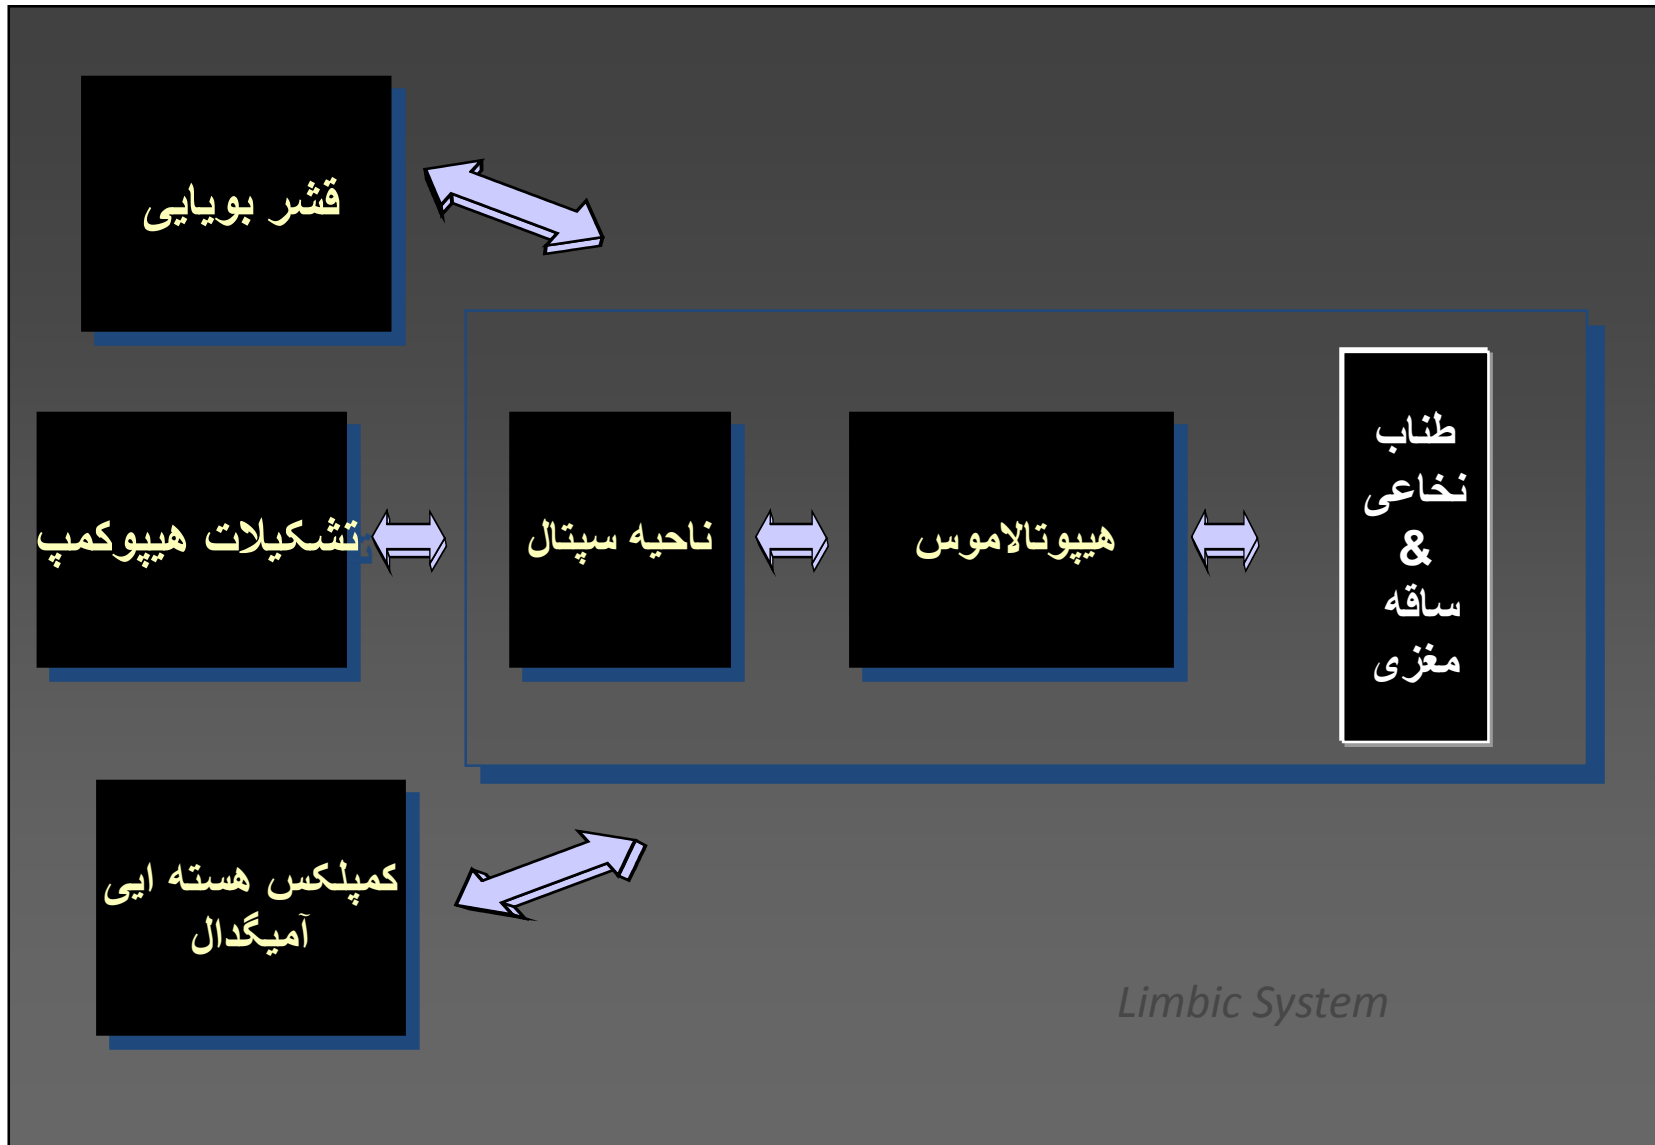 قشر بویایی
تشکیلات هیپوکمپ
ناحیه سپتال
هیپوتالاموس
طناب
نخاعی
&
ساقه
مغزی
کمپلکس هسته ایی
آمیگدال
Limbic System